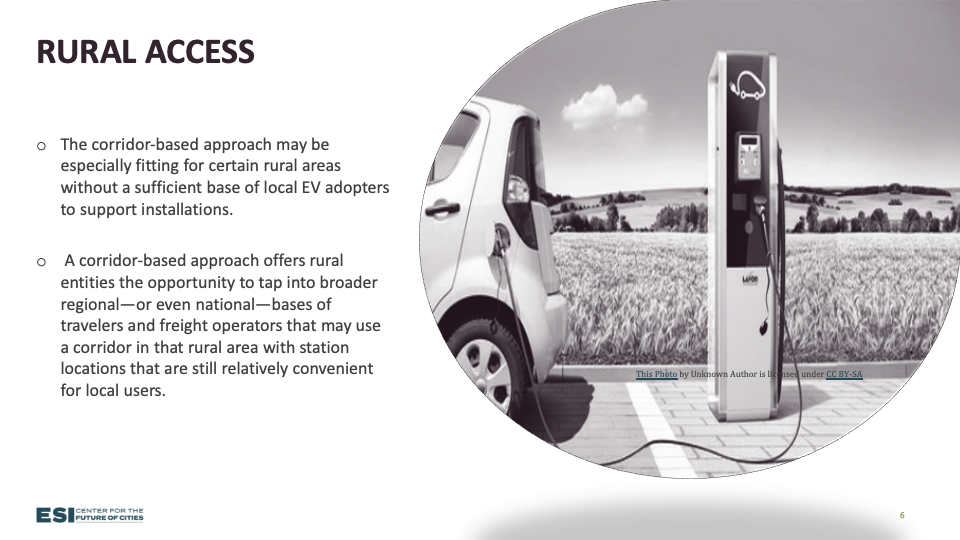 RURAL ACCESS
o The corridor-based approach may be
especially fitting for certain rural areas
without a sufficient base of local EV adopters
to support installations.
o A corridor-based approach offers rural
entities the opportunity to tap into broader
regional—or even national—bases of
travelers and freight operators that may use
a corridor in that rural area with station
locations that are still relatively convenient
for local users.
This Photo by Unknown Author is licensed under CC BY-SA
ESI CENTER FOR THE
FUTURE OF CITIES
6